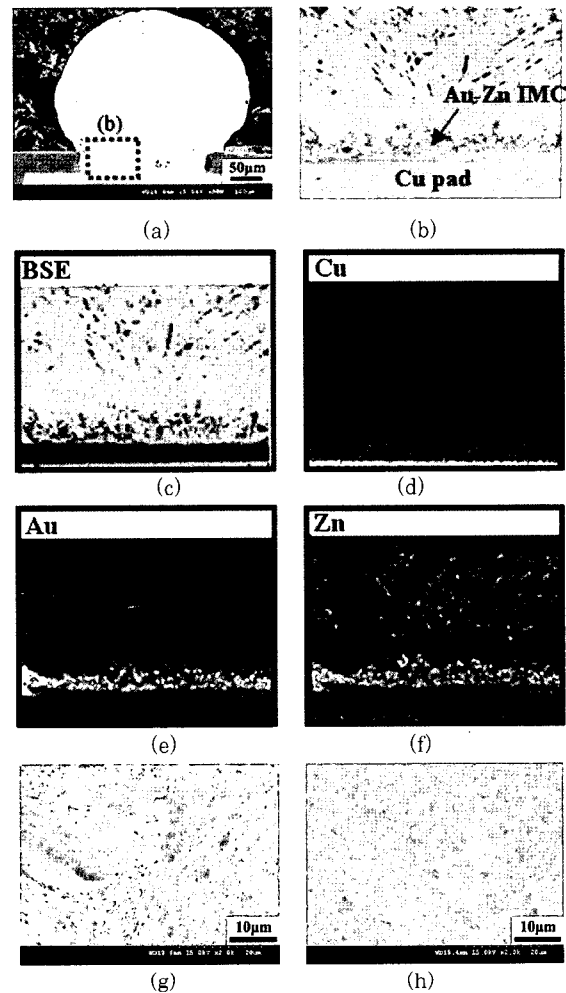 (b)
50μm
(a)
Au-Zn IMC
Cu pad
(b)
BSE
(c)
Cu
(d)
Au
(e)
Zn
(f)
10μm
(g)
10μm
(h)